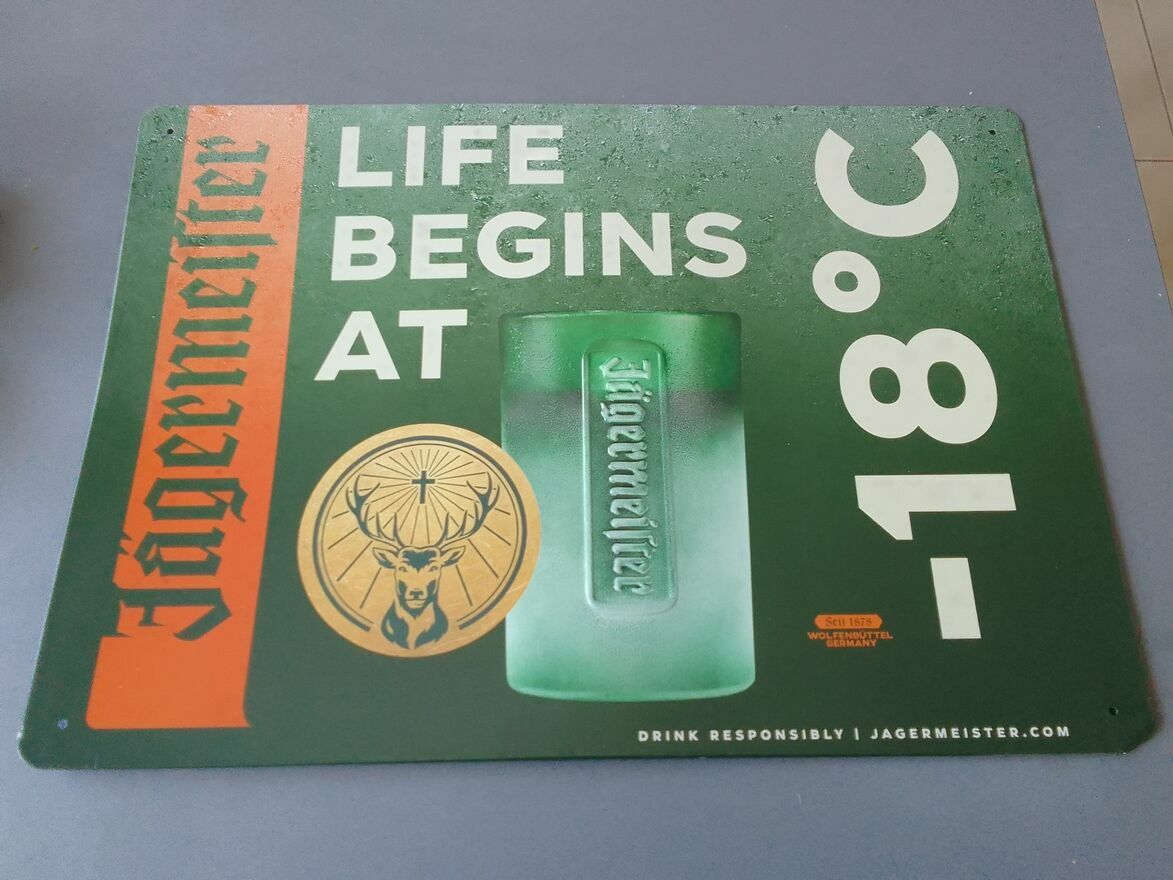 Jägermeister
LIFE
BEGINS
AT
-18°C
Jägermeister
Seit 1878
WOLFENBÜTTEL
GERMANY
DRINK RESPONSIBLY | JAGERMEISTER.COM